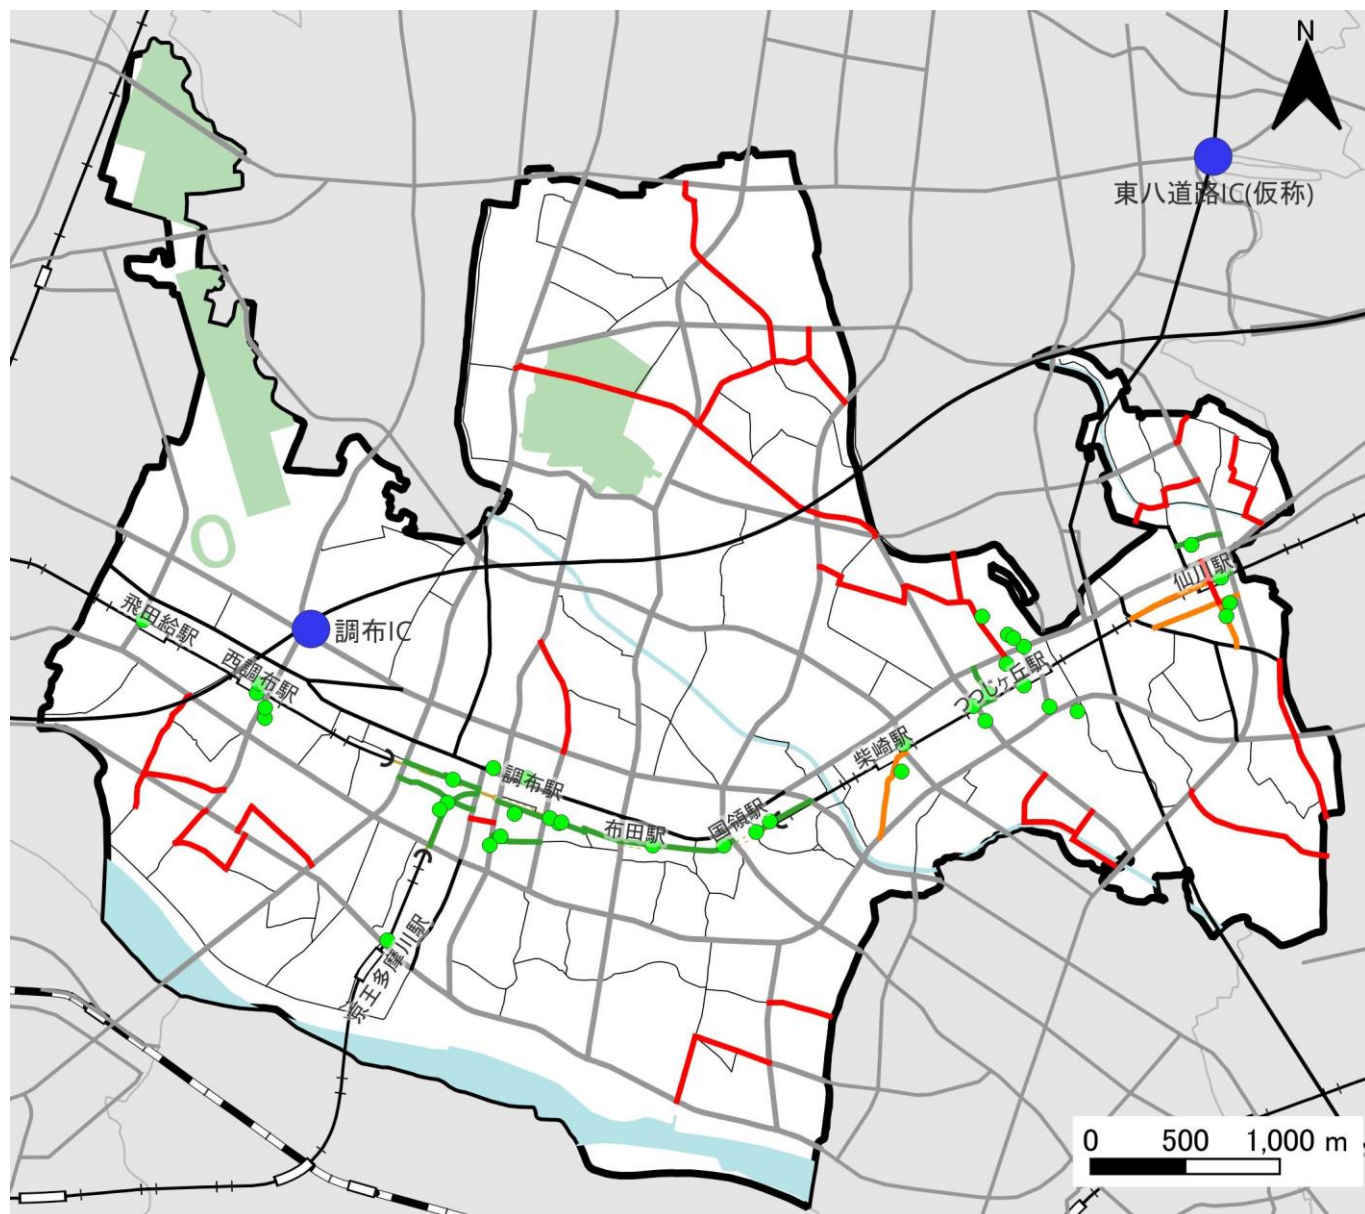 N
東八道路IC(仮称)
仙川駅
飛田給駅
調布IC
西調布駅
つつじヶ丘駅
柴崎駅
調布駅
国領駅
布田駅
京王多摩川駅
0 500 1,000 m